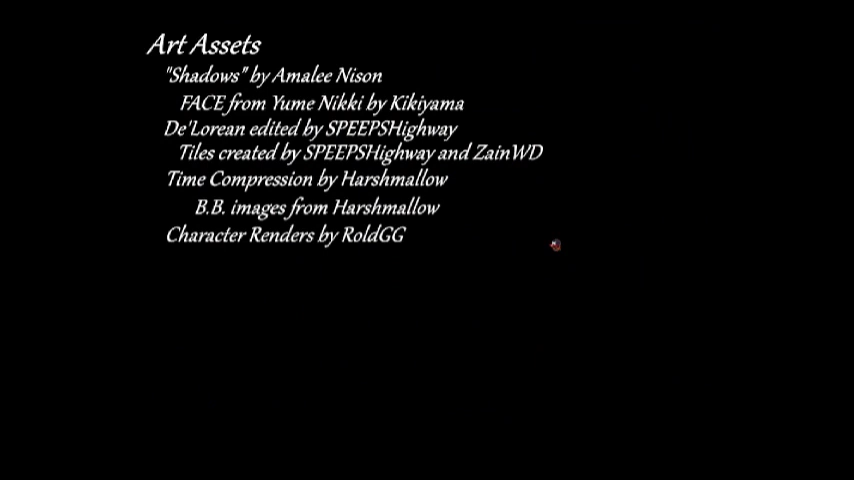 Art Assets
"Shadows" by Amalee Nison
FACE from Yume Nikki by Kikiyama
De'Lorean edited by SPEEPSHighway
Tiles created by SPEEPSHighway and ZainWD
Time Compression by Harshmallow
B.B. images from Harshmallow
Character Renders by RoldGG